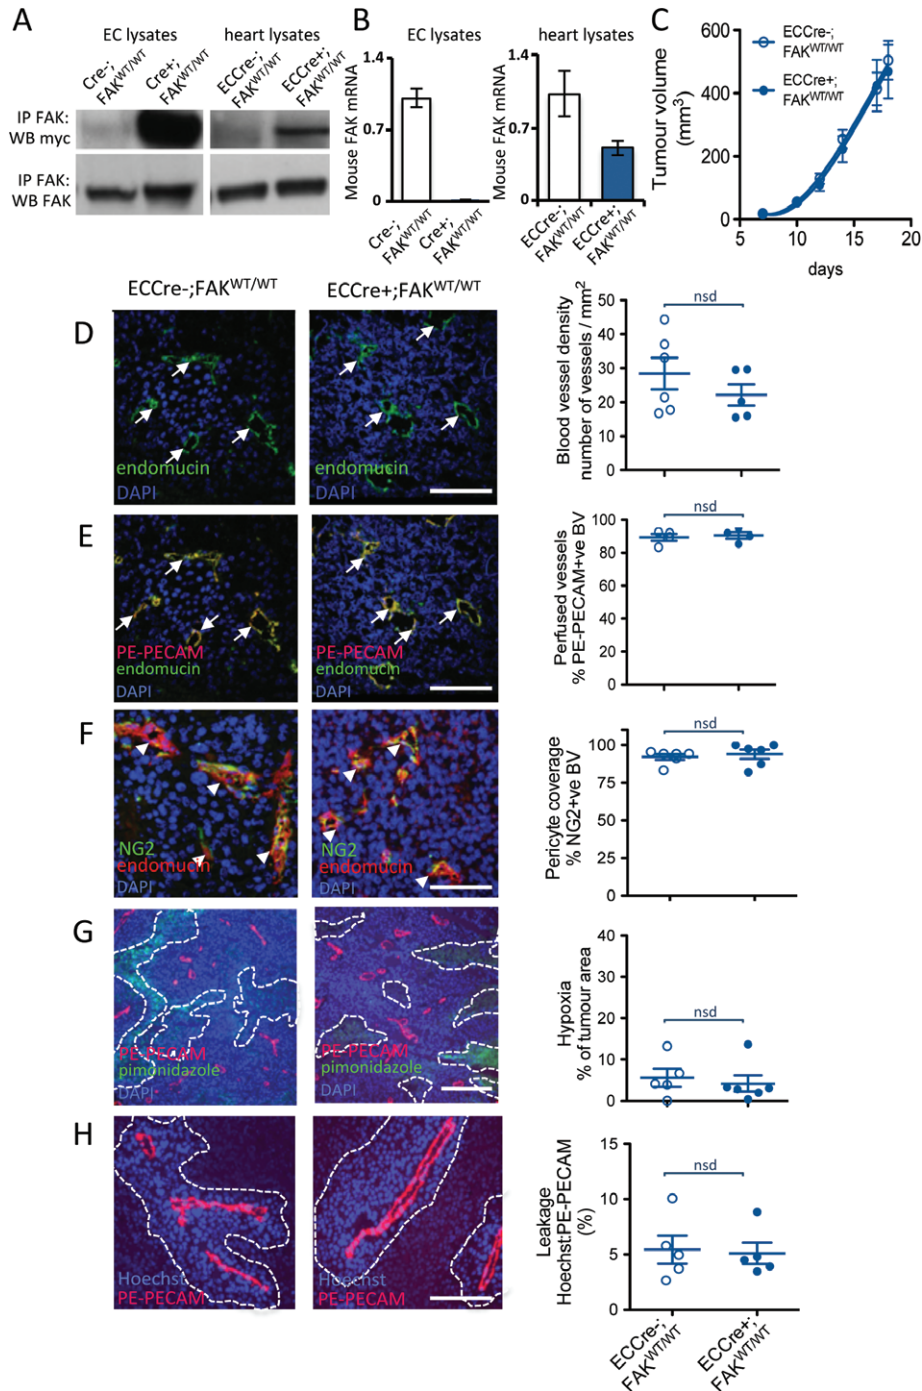 A
EC lysates
heart lysates
Cre-;
FAKWT/WT
Cre+;
FAKWT/WT
ECCre-;
FAKWT/WT
ECCre+;
FAKWT/WT
IP FAK:
WB myc
IP FAK:
WB FAK
B
EC lysates
heart lysates
Mouse FAK mRNA
1.4
0.7
0
Cre-;
FAKWT/WT
Cre+;
FAKWT/WT
Mouse FAK mRNA
1.4
0.7
0
ECCre-;
FAKWT/WT
ECCre+;
FAKWT/WT
C
Tumour volume
(mm3)
600
400
200
0
5
10
15
20
days
ECCre-;
FAKWT/WT
ECCre+;
FAKWT/WT
ECCre-;FAKWT/WT
ECCre+;FAKWT/WT
D
endomucin
DAPI
endomucin
DAPI
Blood vessel density
number of vessels / mm2
50
40
30
20
10
0
nsd
E
PE-PECAM
endomucin
DAPI
PE-PECAM
endomucin
DAPI
Perfused vessels
% PE-PECAM+ve BV
100
80
60
40
20
0
nsd
F
NG2
endomucin
DAPI
NG2
endomucin
DAPI
Pericyte coverage
% NG2+ve BV
100
75
50
25
0
nsd
G
PE-PECAM
pimonidazole
DAPI
PE-PECAM
pimonidazole
DAPI
Hypoxia
% of tumour area
40
30
20
10
0
nsd
H
Hoechst
PE-PECAM
Hoechst
PE-PECAM
Leakage
Hoechst:PE-PECAM
(%)
15
10
5
0
nsd
ECCre-;
FAKWT/WT
ECCre+;
FAKWT/WT